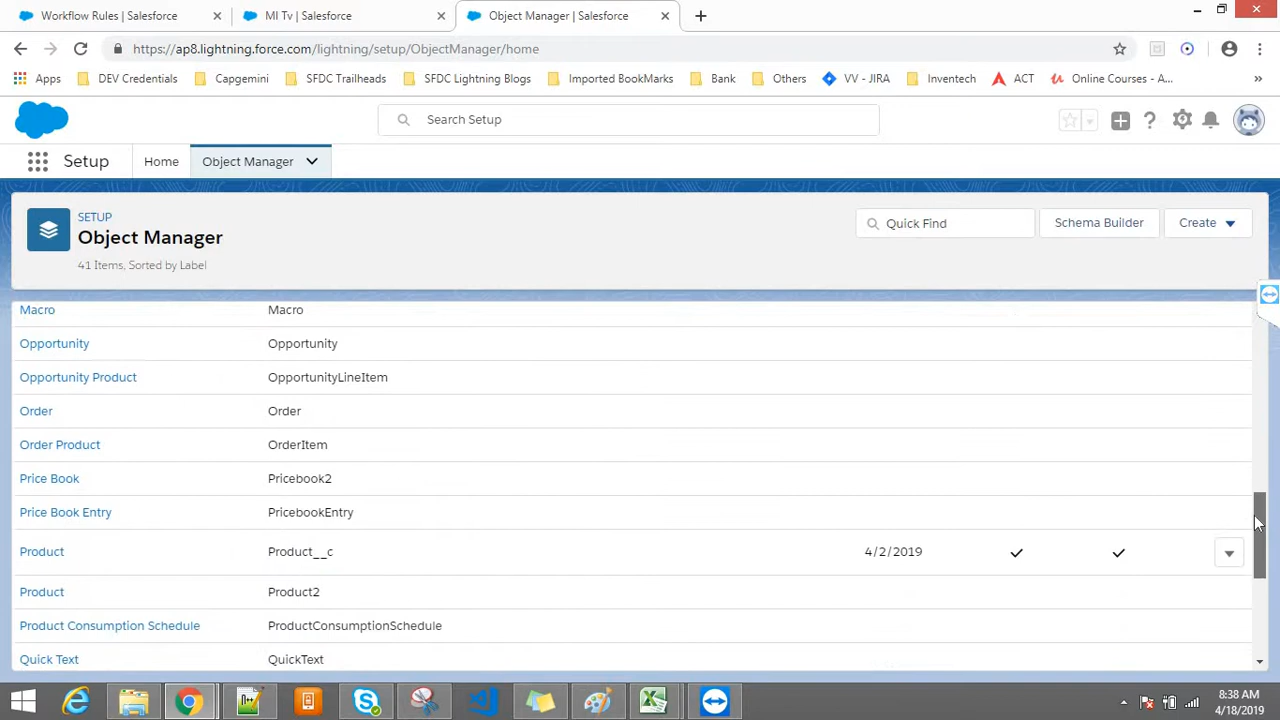 Workflow Rules | Salesforce
MI Tv | Salesforce
Object Manager | Salesforce
https://ap8.lightning.force.com/lightning/setup/ObjectManager/home
Apps DEV Credentials Capgemini SFDC Trailheads SFDC Lightning Blogs Imported BookMarks Bank Others VV - JIRA Inventech ACT Online Courses - A... »
Search Setup
Setup Home Object Manager
SETUP
Object Manager
41 Items, Sorted by Label
Quick Find Schema Builder Create
Macro Macro
Opportunity Opportunity
Opportunity Product OpportunityLineItem
Order Order
Order Product OrderItem
Price Book Pricebook2
Price Book Entry PricebookEntry
Product Product__c 4/2/2019
Product Product2
Product Consumption Schedule ProductConsumptionSchedule
Quick Text QuickText
8:38 AM
4/18/2019